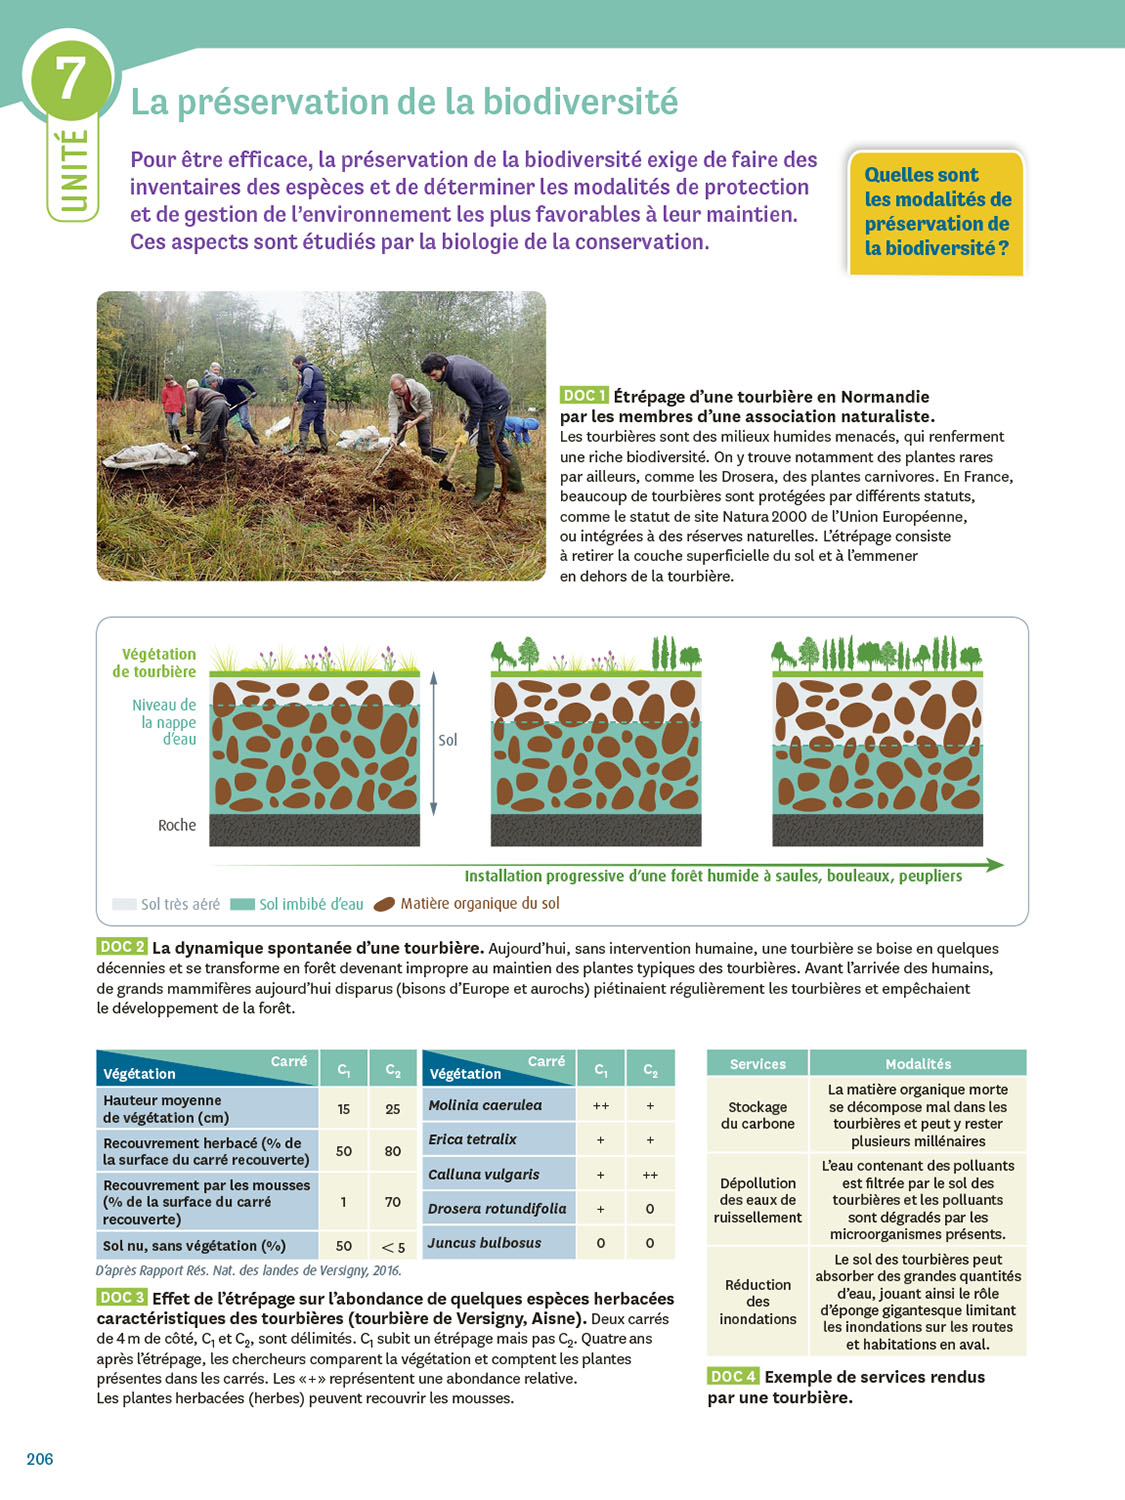 7
UNITÉ
La préservation de la biodiversité
Pour être efficace, la préservation de la biodiversité exige de faire des
inventaires des espèces et de déterminer les modalités de protection
et de gestion de l'environnement les plus favorables à leur maintien.
Ces aspects sont étudiés par la biologie de la conservation.
Quelles sont
les modalités de
préservation de
la biodiversité ?
DOC 1 Étrépage d'une tourbière en Normandie
par les membres d'une association naturaliste.
Les tourbières sont des milieux humides menacés, qui renferment
une riche biodiversité. On y trouve notamment des plantes rares
par ailleurs, comme les Drosera, des plantes carnivores. En France,
beaucoup de tourbières sont protégées par différents statuts,
comme le statut de site Natura 2000 de l'Union Européenne,
ou intégrées à des réserves naturelles. L'étrépage consiste
à retirer la couche superficielle du sol et à l'emmener
en dehors de la tourbière.
Végétation
de tourbière
Niveau de
la nappe
d'eau
Sol
Roche
Installation progressive d'une forêt humide à saules, bouleaux, peupliers
Sol très aéré Sol imbibé d'eau Matière organique du sol
DOC 2 La dynamique spontanée d'une tourbière. Aujourd'hui, sans intervention humaine, une tourbière se boise en quelques
décennies et se transforme en forêt devenant impropre au maintien des plantes typiques des tourbières. Avant l'arrivée des humains,
de grands mammifères aujourd'hui disparus (bisons d'Europe et aurochs) piétinaient régulièrement les tourbières et empêchaient
le développement de la forêt.
Carré
Végétation
C1 C2
Hauteur moyenne
de végétation (cm)
15 25
Recouvrement herbacé (% de
la surface du carré recouverte)
50 80
Recouvrement par les mousses
(% de la surface du carré
recouverte)
1 70
Sol nu, sans végétation (%) 50 < 5
Carré
Végétation
C1 C2
Molinia caerulea ++ +
Erica tetralix + +
Calluna vulgaris + ++
Drosera rotundifolia + 0
Juncus bulbosus 0 0
D'après Rapport Rés. Nat. des landes de Versigny, 2016.
DOC 3 Effet de l'étrépage sur l'abondance de quelques espèces herbacées
caractéristiques des tourbières (tourbière de Versigny, Aisne). Deux carrés
de 4 m de côté, C1 et C2, sont délimités. C1 subit un étrépage mais pas C2. Quatre ans
après l'étrépage, les chercheurs comparent la végétation et comptent les plantes
présentes dans les carrés. Les « + » représentent une abondance relative.
Les plantes herbacées (herbes) peuvent recouvrir les mousses.
Services Modalités
Stockage
du carbone
La matière organique morte
se décompose mal dans les
tourbières et peut y rester
plusieurs millénaires
Dépollution
des eaux de
ruissellement
L'eau contenant des polluants
est filtrée par le sol des
tourbières et les polluants
sont dégradés par les
microorganismes présents.
Réduction
des
inondations
Le sol des tourbières peut
absorber des grandes quantités
d'eau, jouant ainsi le rôle
d'éponge gigantesque limitant
les inondations sur les routes
et habitations en aval.
DOC 4 Exemple de services rendus
par une tourbière.
206